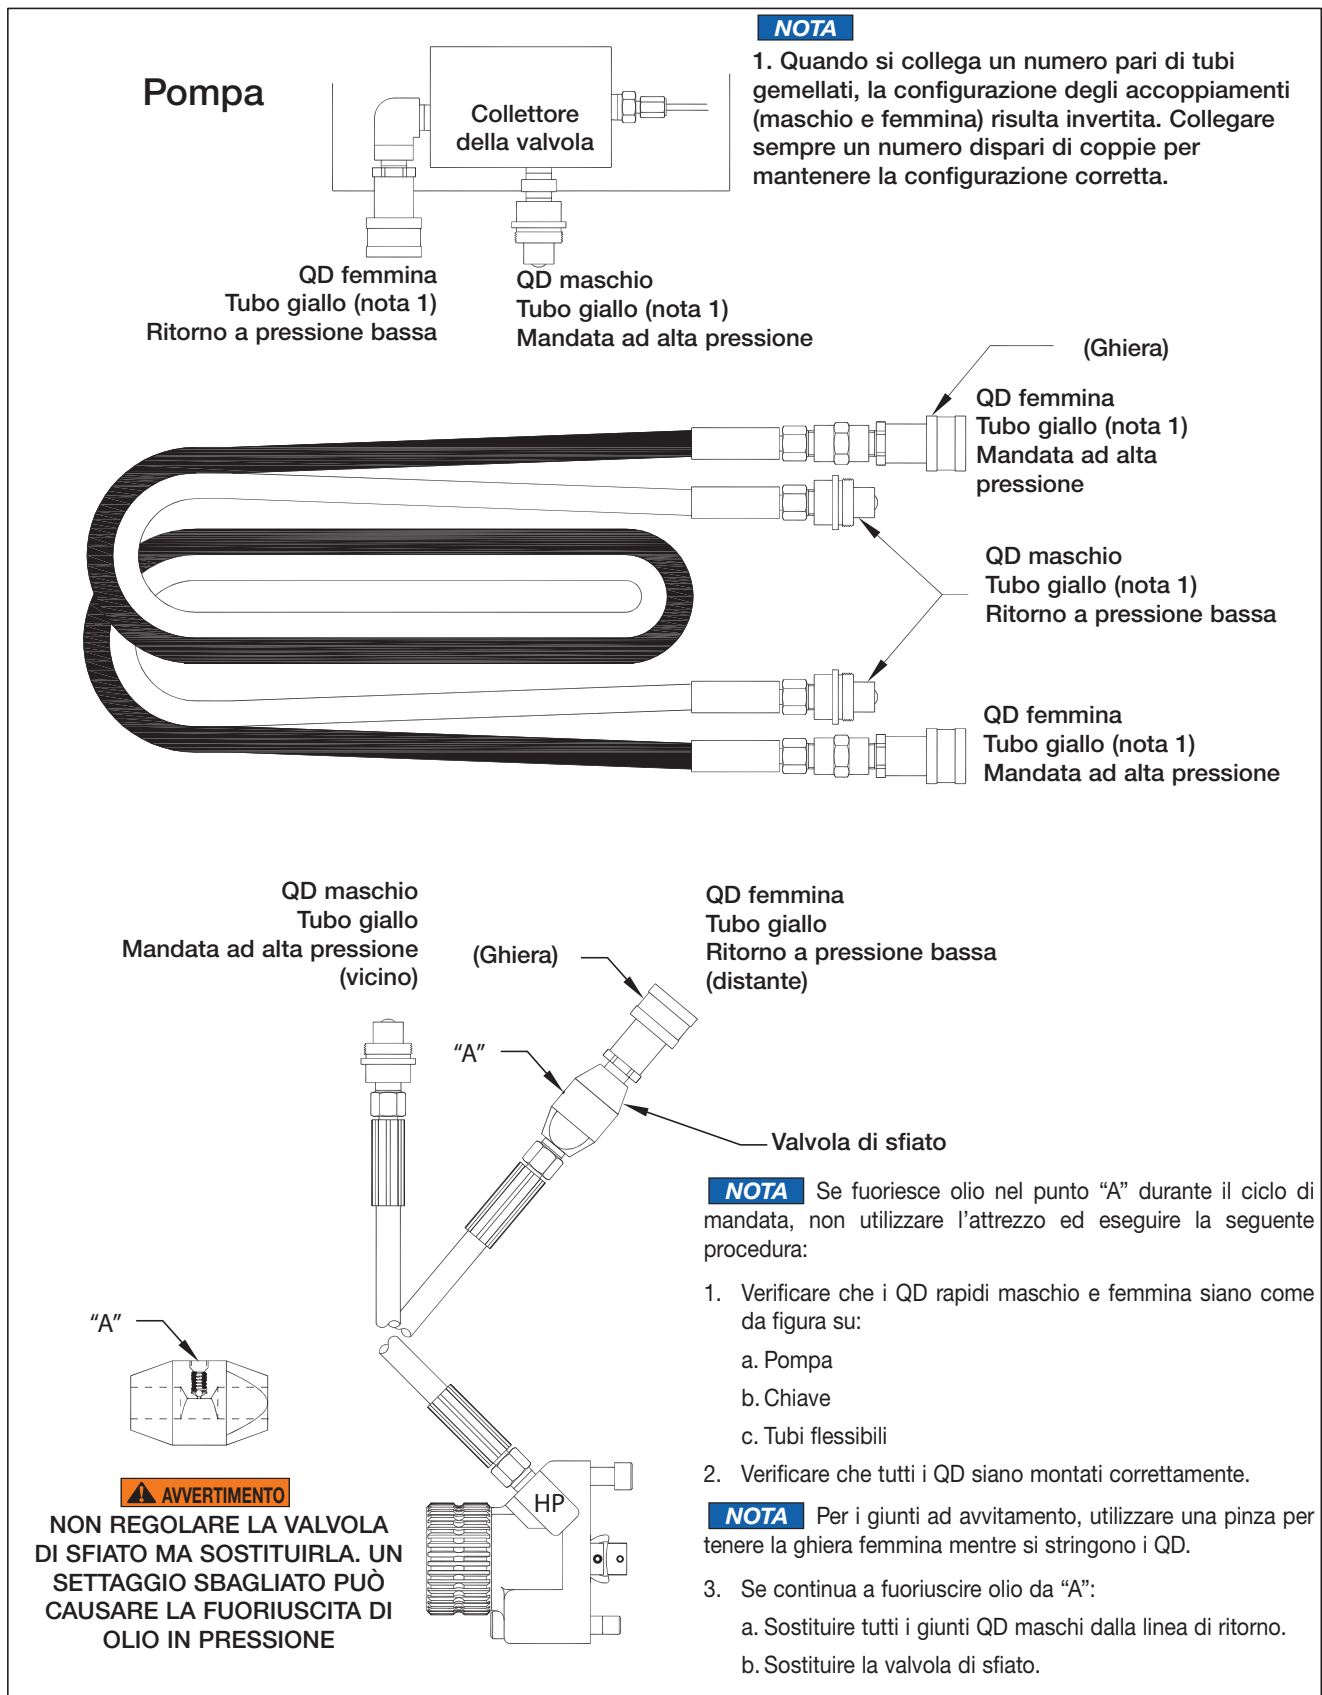 NOTA
1. Quando si collega un numero pari di tubi
gemellati, la configurazione degli accoppiamenti
(maschio e femmina) risulta invertita. Collegare
sempre un numero dispari di coppie per
mantenere la configurazione corretta.
Pompa
Collettore
della valvola
QD femmina
Tubo giallo (nota 1)
Ritorno a pressione bassa
QD maschio
Tubo giallo (nota 1)
Mandata ad alta pressione
(Ghiera)
QD femmina
Tubo giallo (nota 1)
Mandata ad alta
pressione
QD maschio
Tubo giallo (nota 1)
Ritorno a pressione bassa
QD femmina
Tubo giallo (nota 1)
Mandata ad alta pressione
QD maschio
Tubo giallo
Mandata ad alta pressione
(vicino)
(Ghiera)
QD femmina
Tubo giallo
Ritorno a pressione bassa
(distante)
“A”
Valvola di sfiato
NOTA Se fuoriesce olio nel punto “A” durante il ciclo di
mandata, non utilizzare l’attrezzo ed eseguire la seguente
procedura:
1. Verificare che i QD rapidi maschio e femmina siano come
da figura su:
a. Pompa
b. Chiave
c. Tubi flessibili
2. Verificare che tutti i QD siano montati correttamente.
NOTA Per i giunti ad avvitamento, utilizzare una pinza per
tenere la ghiera femmina mentre si stringono i QD.
3. Se continua a fuoriuscire olio da “A”:
a. Sostituire tutti i giunti QD maschi dalla linea di ritorno.
b. Sostituire la valvola di sfiato.
“A”
HP
AVVERTIMENTO
NON REGOLARE LA VALVOLA
DI SFIATO MA SOSTITUIRLA. UN
SETTAGGIO SBAGLIATO PUÒ
CAUSARE LA FUORIUSCITA DI
OLIO IN PRESSIONE